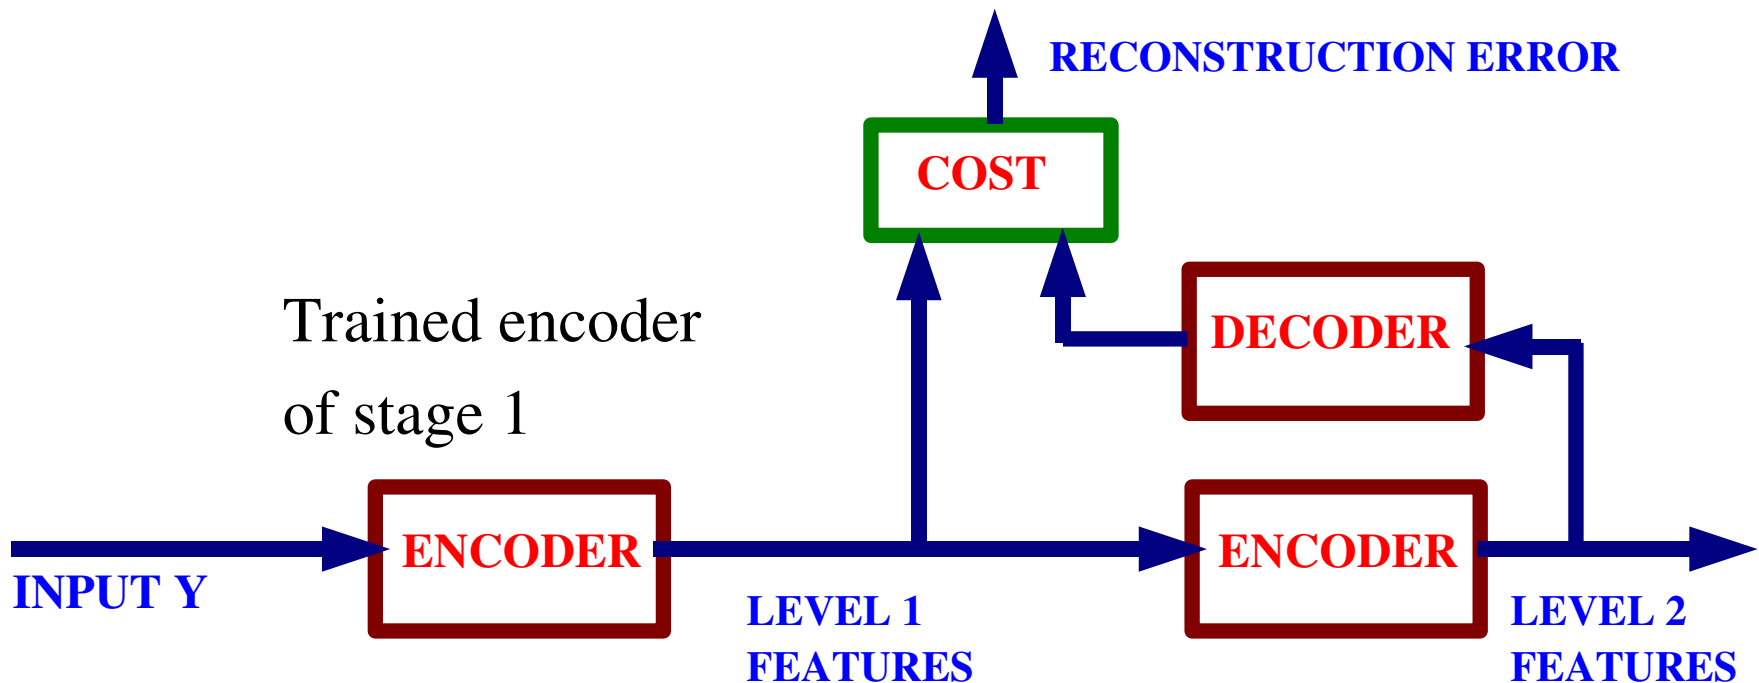 RECONSTRUCTION ERROR
COST
Trained encoder
of stage 1
DECODER
ENCODER
ENCODER
INPUT Y
LEVEL 1
FEATURES
LEVEL 2
FEATURES